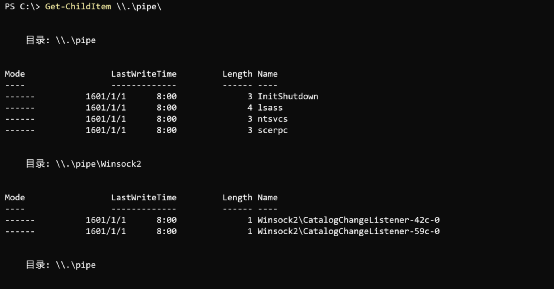 PS C:\> Get-ChildItem \\.\pipe\
目录: \\.\pipe
Mode LastWriteTime Length Name
---- ------------- ------ ----
------ 1601/1/1 8:00 3 InitShutdown
------ 1601/1/1 8:00 4 lsass
------ 1601/1/1 8:00 3 ntsvcs
------ 1601/1/1 8:00 3 scerpc
目录: \\.\pipe\Winsock2
Mode LastWriteTime Length Name
---- ------------- ------ ----
------ 1601/1/1 8:00 1 Winsock2\CatalogChangeListener-42c-0
------ 1601/1/1 8:00 1 Winsock2\CatalogChangeListener-59c-0
目录: \\.\pipe